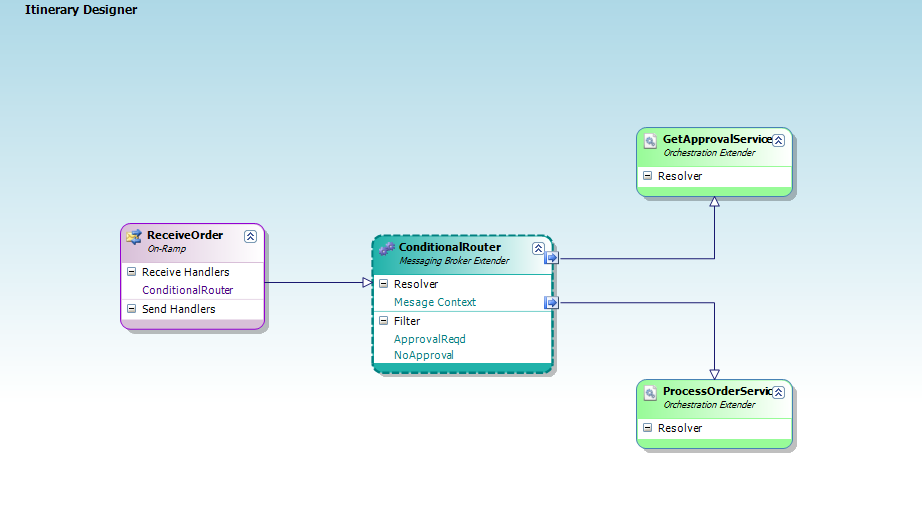 Itinerary Designer
ReceiveOrder
On-Ramp
Receive Handlers
ConditionalRouter
Send Handlers
ConditionalRouter
Messaging Broker Extender
Resolver
Mesage Context
Filter
ApprovalReqd
NoApproval
GetApprovalService
Orchestration Extender
Resolver
ProcessOrderServic
Orchestration Extender
Resolver